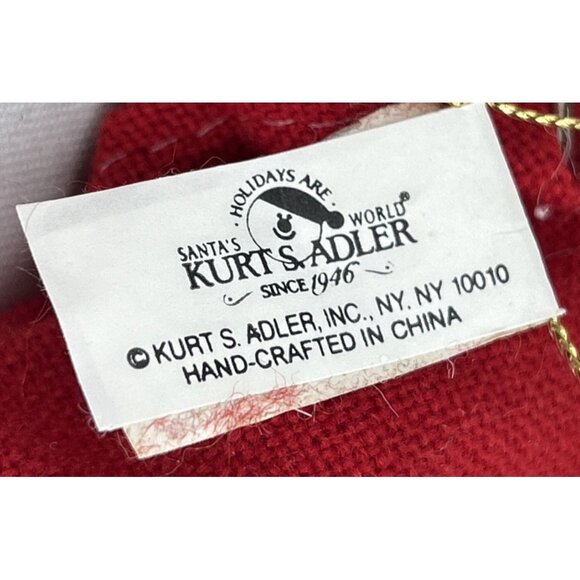 · HOLIDAYS ARE ·
SANTA'S WORLD®
KURT S. ADLER
SINCE 1946
© KURT S. ADLER, INC., NY, NY 10010
HAND-CRAFTED IN CHINA